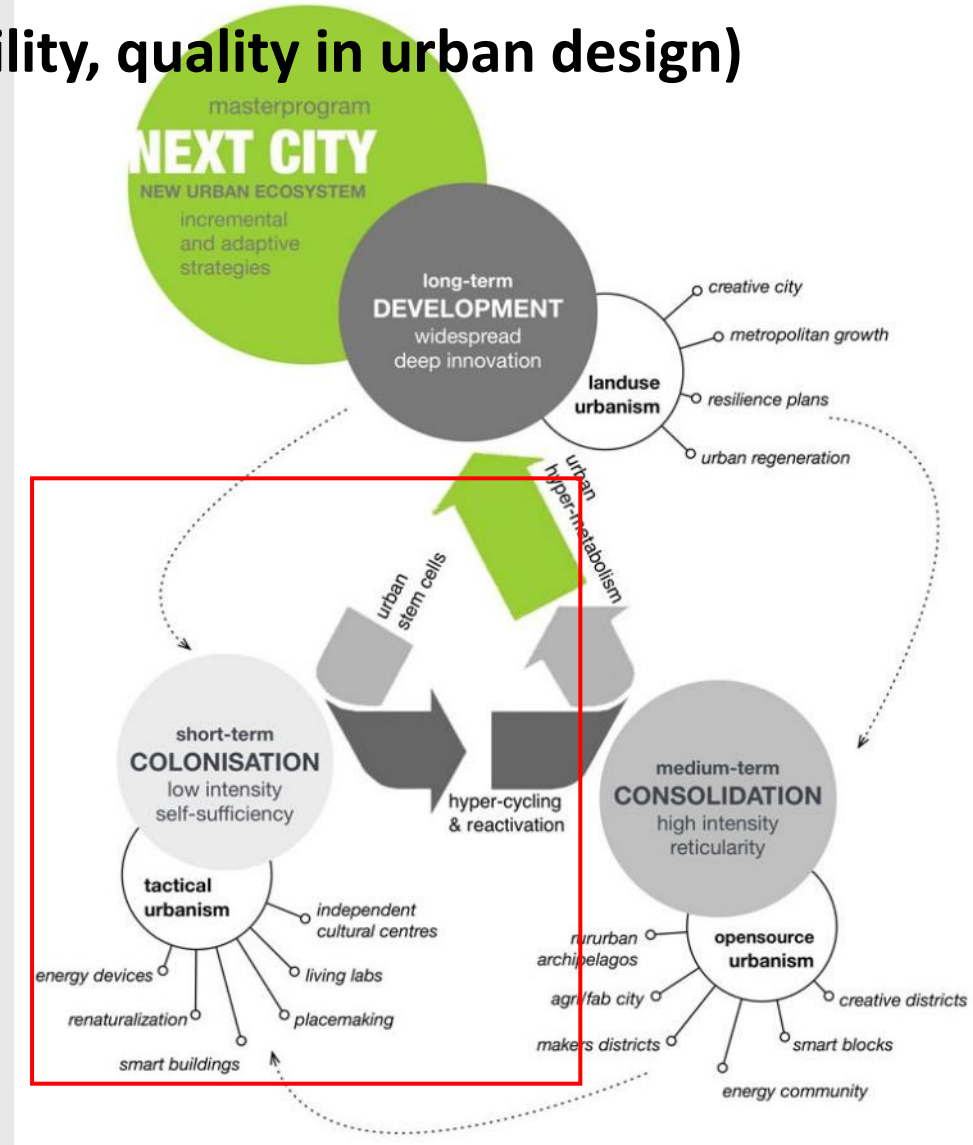 ility, quality in urban design)
masterprogram
NEXT CITY
NEW URBAN ECOSYSTEM
incremental
and adaptive
strategies
long-term
DEVELOPMENT
widespread
deep innovation
landuse
urbanism
creative city
metropolitan growth
resilience plans
urban regeneration
urban
hyper-metabolism
urban
stem cells
short-term
COLONISATION
low intensity
self-sufficiency
hyper-cycling
& reactivation
medium-term
CONSOLIDATION
high intensity
reticularity
tactical
urbanism
independent
cultural centres
living labs
placemaking
smart buildings
renaturalization
energy devices
opensource
urbanism
rururban
archipelagos
agri/fab city
makers districts
energy community
smart blocks
creative districts